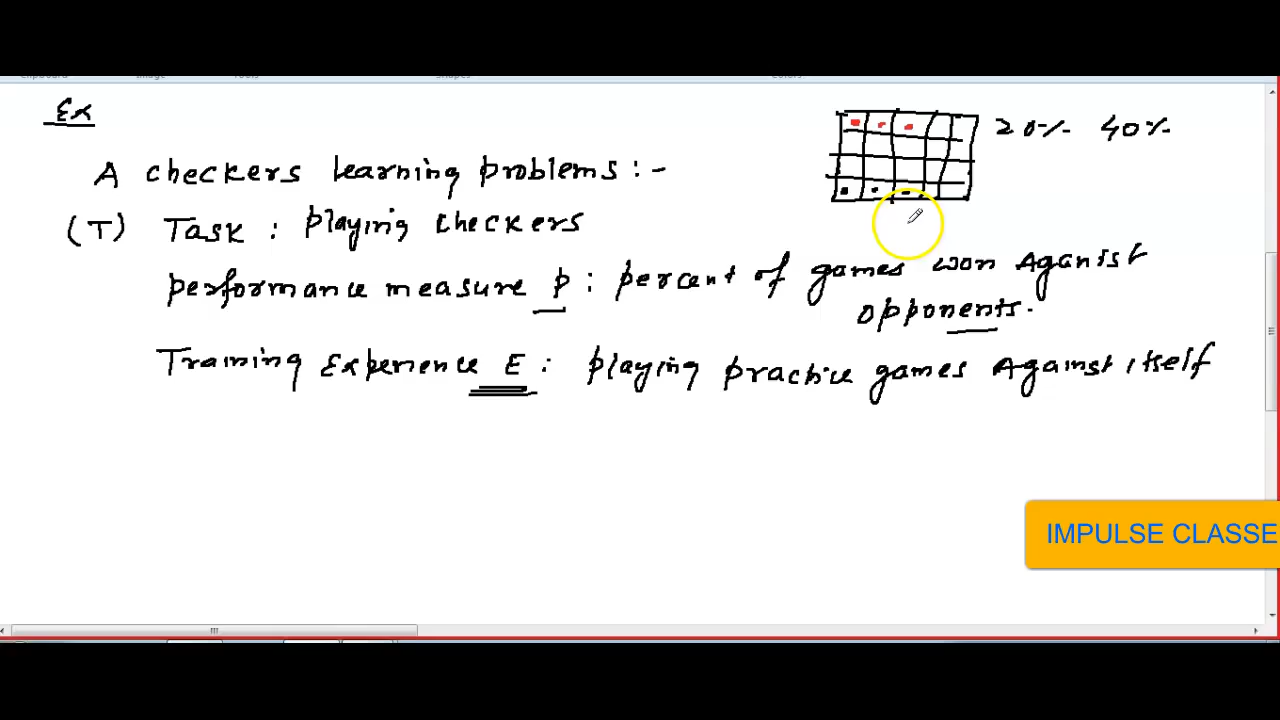 Ex
20% 40%
A checkers learning problems :-
(T) Task : playing checkers
performance measure p : percent of games won Aganist
opponents.
Training Experience E : playing practice games Against itself
IMPULSE CLASSE